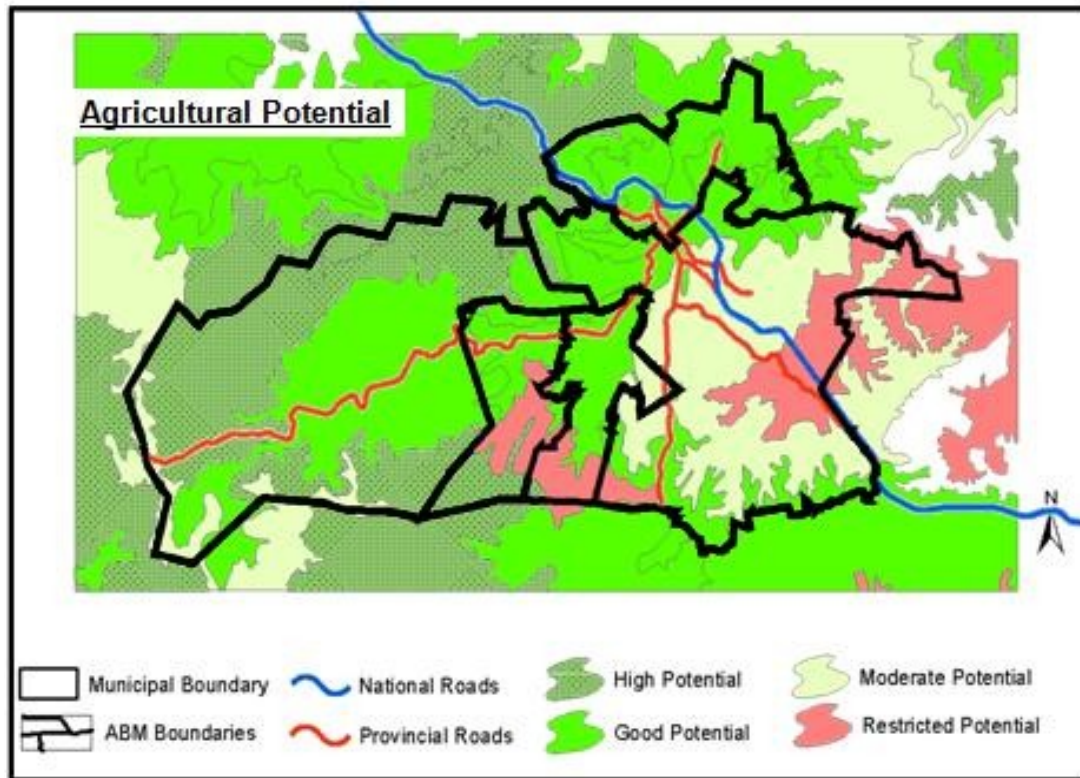 Agricultural Potential
N
Municipal Boundary
National Roads
High Potential
Moderate Potential
ABM Boundaries
Provincial Roads
Good Potential
Restricted Potential